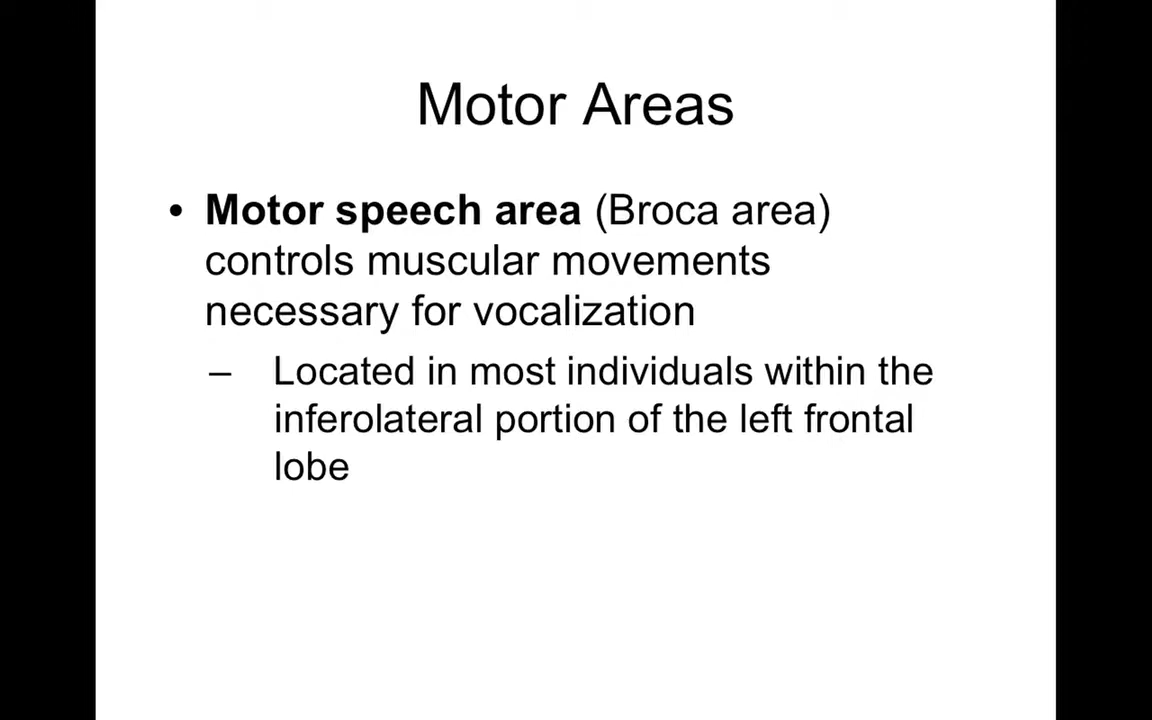 Motor Areas
• Motor speech area (Broca area)
controls muscular movements
necessary for vocalization
– Located in most individuals within the
inferolateral portion of the left frontal
lobe